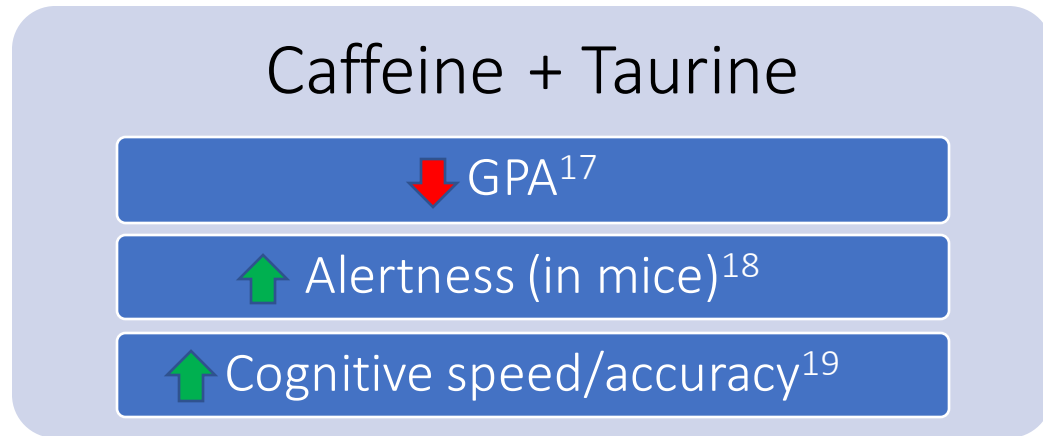 Caffeine + Taurine
GPA17
Alertness (in mice)18
Cognitive speed/accuracy19